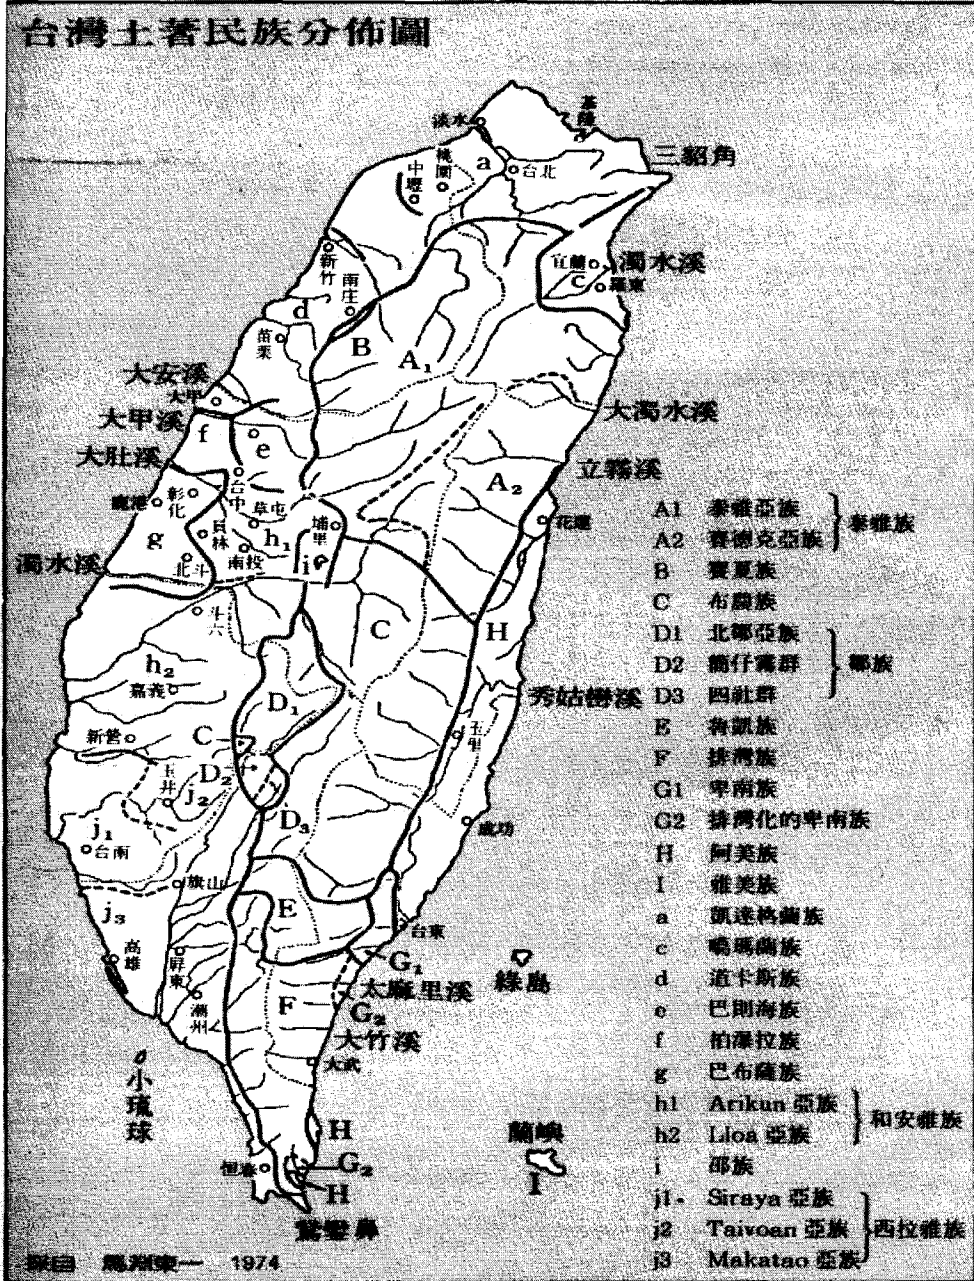 台灣土著民族分佈圖
淡水
基隆
三貂角
a
台北
桃園
中壢
宜蘭
濁水溪
C
羅東
新竹
南庄
d
苗栗
B
A1
大安溪
大甲
大甲溪
大濁水溪
f
e
大肚溪
立霧溪
台中
A2
彰化
鹿港
草屯
花蓮
員林
h1
埔里
g
南投
i
濁水溪
北斗
斗六
C
H
h2
嘉義
D1
秀姑巒溪
新營
C
玉里
D2
玉井
j2
D3
成功
j1
台南
旗山
E
j3
台東
高雄
屏東
G1
綠島
太麻里溪
潮州
F
G2
大竹溪
大武
小琉球
H
蘭嶼
恒春
G2
I
H
鵞鑾鼻
A1 泰雅亞族
A2 賽德克亞族
泰雅族
B 賽夏族
C 布農族
D1 北鄒亞族
D2 簡仔霧群
D3 四社群
鄒族
E 魯凱族
F 排灣族
G1 卑南族
G2 排灣化的卑南族
H 阿美族
I 雅美族
a 凱達格蘭族
c 噶瑪蘭族
d 道卡斯族
e 巴則海族
f 柏瀑拉族
g 巴布薩族
h1 Arikun 亞族
h2 Lloa 亞族
和安雅族
i 邵族
j1 Siraya 亞族
j2 Taivoan 亞族
j3 Makatao 亞族
西拉雅族
採自 馬淵東一 1974